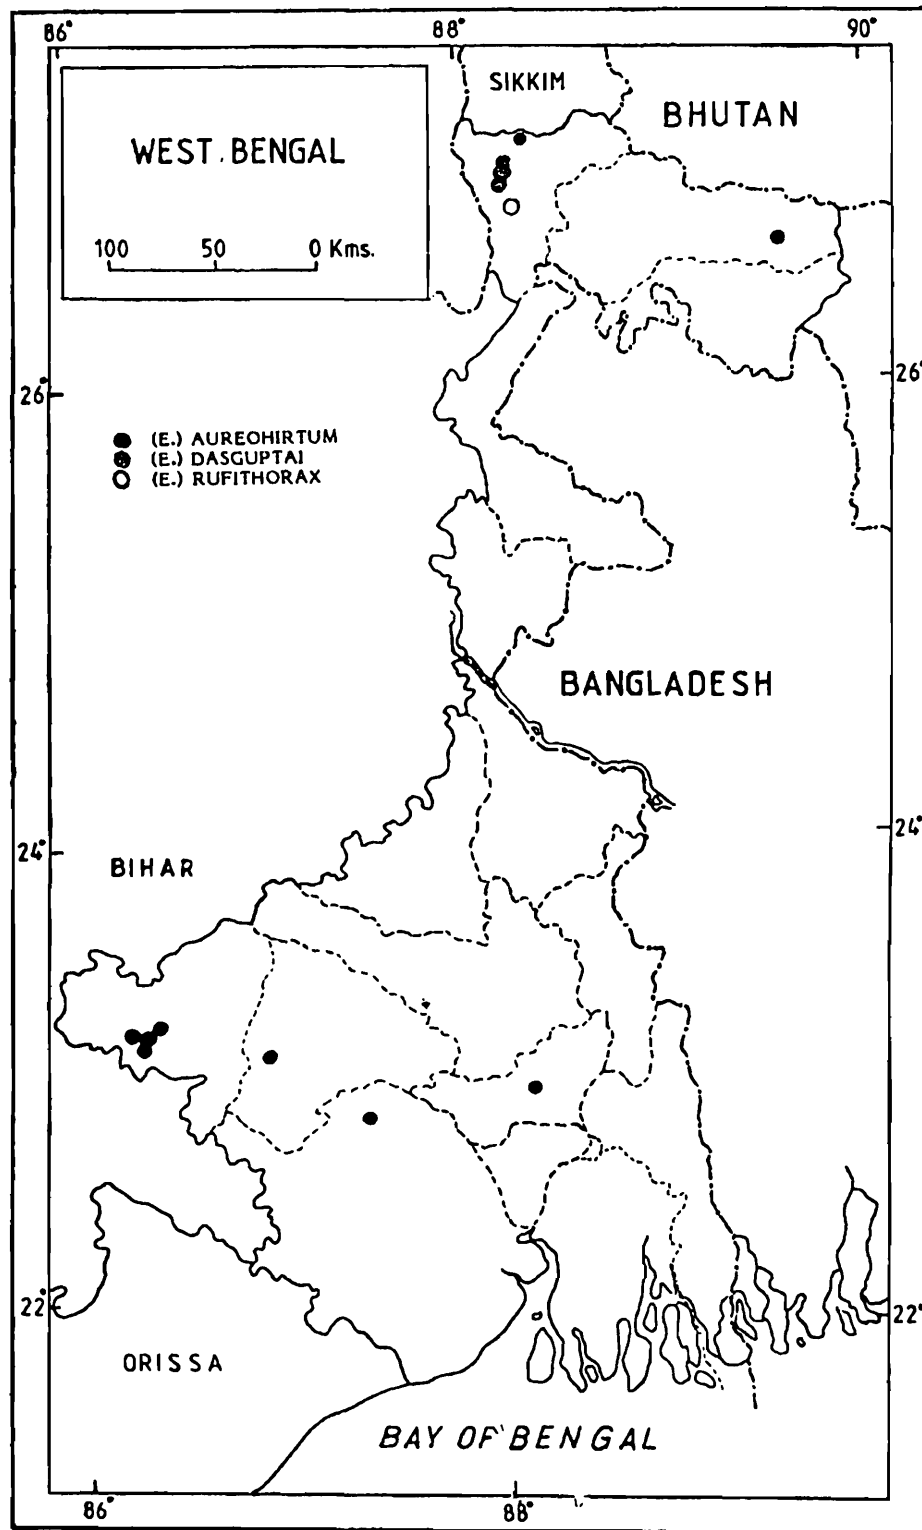 86° 88° 90°
SIKKIM
BHUTAN
WEST BENGAL
100 50 0 Kms.
26° 26°
(E.) AUREOHIRTUM
(E.) DASGUPTAI
(E.) RUFITHORAX
BANGLADESH
24° 24°
BIHAR
22° 22°
ORISSA
BAY OF BENGAL
86° 88°